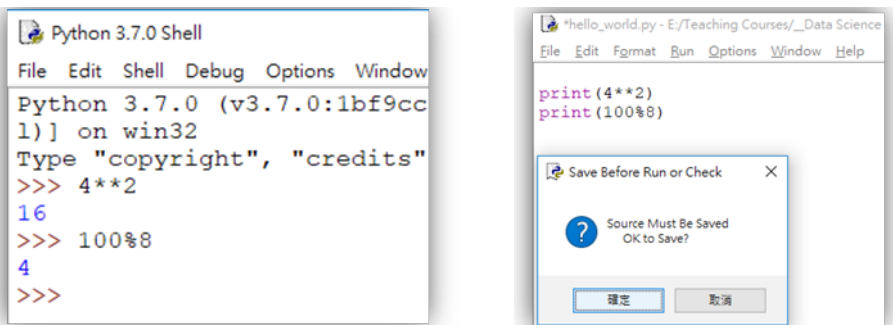 Python 3.7.0 Shell
File Edit Shell Debug Options Window
Python 3.7.0 (v3.7.0:1bf9cc
l)] on win32
Type "copyright", "credits"
>>> 4**2
16
>>> 100%8
4
>>>
*hello_world.py - E:/Teaching Courses/__Data Science
File Edit Format Run Options Window Help
print(4**2)
print(100%8)
Save Before Run or Check
Source Must Be Saved
OK to Save?
確定 取消